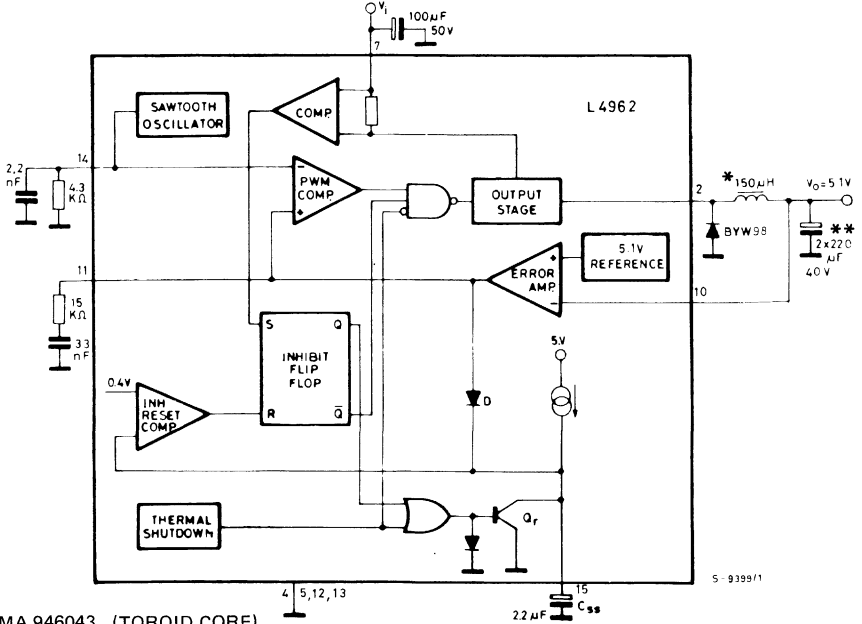 Vi
100µF
50V
7
SAWTOOTH
OSCILLATOR
COMP.
L4962
14
2,2
nF
4.3
KΩ
−
PWM
COMP.
+
OUTPUT
STAGE
2
*
150µH
Vo=5.1V
BYW98
**
2x220
µF
40V
5.1V
REFERENCE
11
+
ERROR
AMP.
−
10
15
KΩ
33
nF
S
Q
INHIBIT
FLIP
FLOP
R
Q̅
0.4V
INH
RESET
COMP.
D
5V
THERMAL
SHUTDOWN
Qr
S-9399/1
4
5,12,13
15
Css
2.2µF
MA 946043 (TOROID CORE)